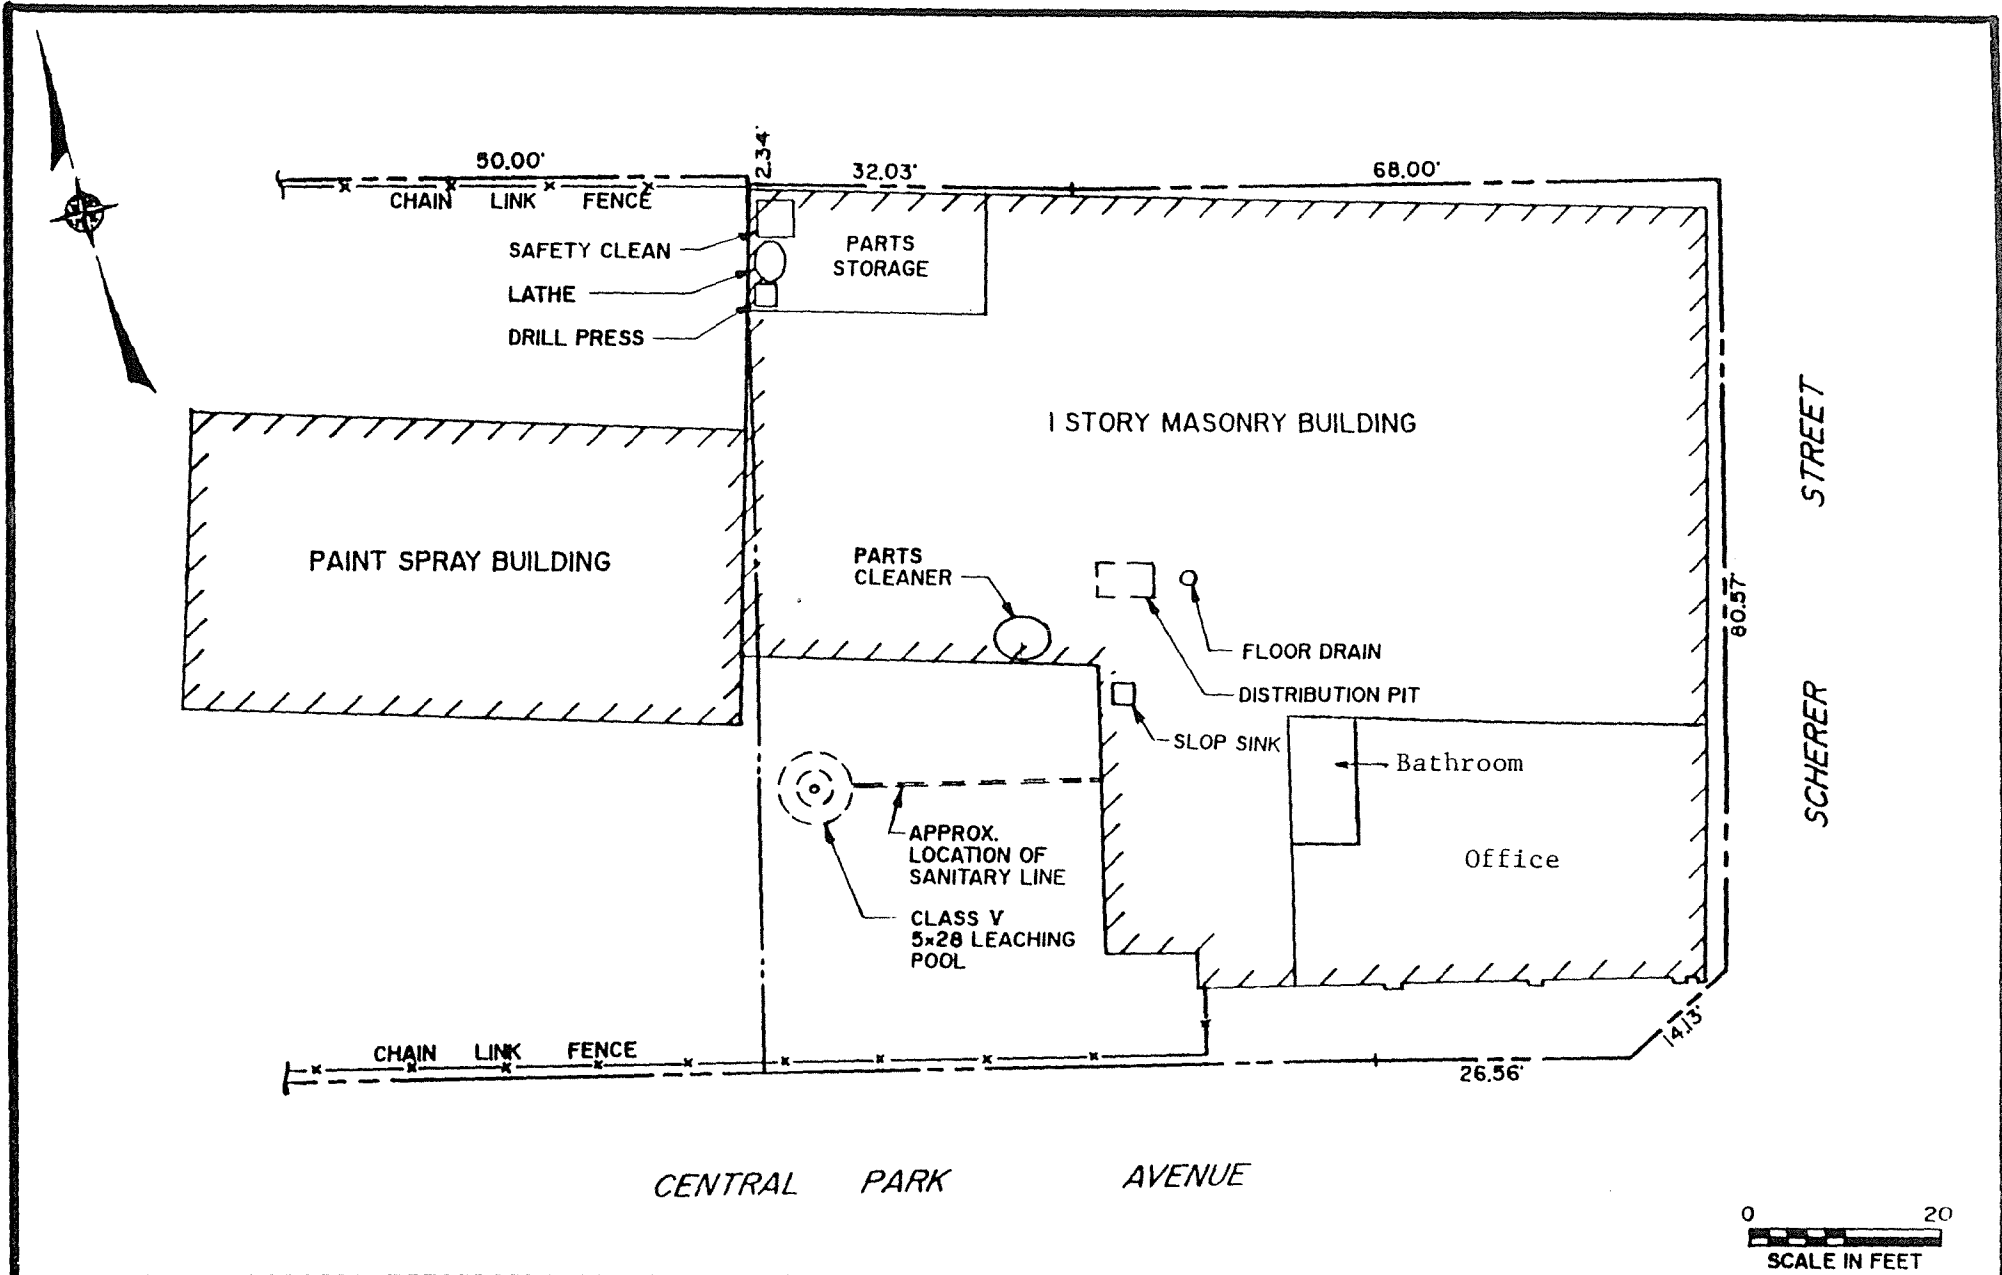 50.00'
2.34'
32.03'
68.00'
CHAIN LINK FENCE
SAFETY CLEAN
LATHE
DRILL PRESS
PARTS
STORAGE
1 STORY MASONRY BUILDING
STREET
SCHERER
PAINT SPRAY BUILDING
PARTS
CLEANER
80.57'
FLOOR DRAIN
DISTRIBUTION PIT
SLOP SINK
Bathroom
Office
APPROX.
LOCATION OF
SANITARY LINE
CLASS V
5x28 LEACHING
POOL
14.13'
CHAIN LINK FENCE
26.56'
CENTRAL PARK AVENUE
0 20
SCALE IN FEET